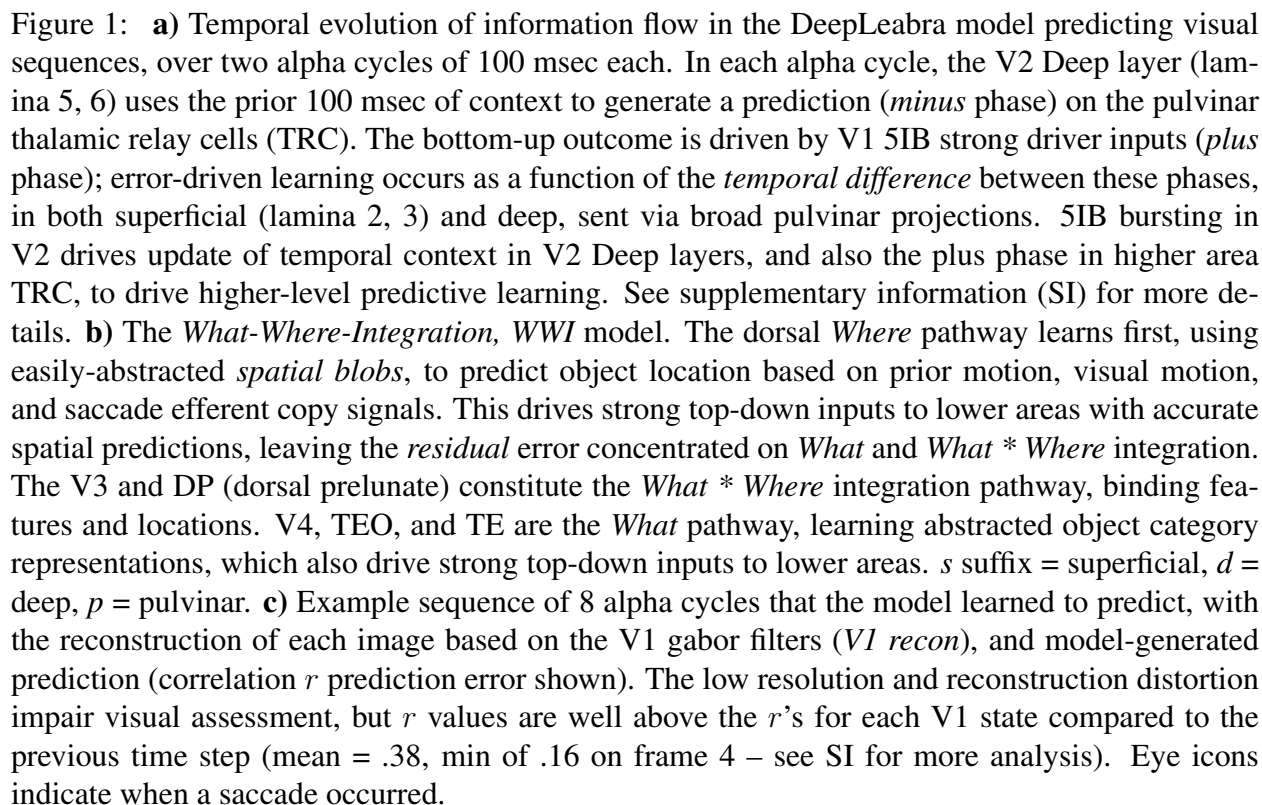 Figure 1: a) Temporal evolution of information flow in the DeepLeabra model predicting visual
sequences, over two alpha cycles of 100 msec each. In each alpha cycle, the V2 Deep layer (lam-
ina 5, 6) uses the prior 100 msec of context to generate a prediction (minus phase) on the pulvinar
thalamic relay cells (TRC). The bottom-up outcome is driven by V1 5IB strong driver inputs (plus
phase); error-driven learning occurs as a function of the temporal difference between these phases,
in both superficial (lamina 2, 3) and deep, sent via broad pulvinar projections. 5IB bursting in
V2 drives update of temporal context in V2 Deep layers, and also the plus phase in higher area
TRC, to drive higher-level predictive learning. See supplementary information (SI) for more de-
tails. b) The What-Where-Integration, WWI model. The dorsal Where pathway learns first, using
easily-abstracted spatial blobs, to predict object location based on prior motion, visual motion,
and saccade efferent copy signals. This drives strong top-down inputs to lower areas with accurate
spatial predictions, leaving the residual error concentrated on What and What * Where integration.
The V3 and DP (dorsal prelunate) constitute the What * Where integration pathway, binding fea-
tures and locations. V4, TEO, and TE are the What pathway, learning abstracted object category
representations, which also drive strong top-down inputs to lower areas. s suffix = superficial, d =
deep, p = pulvinar. c) Example sequence of 8 alpha cycles that the model learned to predict, with
the reconstruction of each image based on the V1 gabor filters (V1 recon), and model-generated
prediction (correlation r prediction error shown). The low resolution and reconstruction distortion
impair visual assessment, but r values are well above the r's for each V1 state compared to the
previous time step (mean = .38, min of .16 on frame 4 – see SI for more analysis). Eye icons
indicate when a saccade occurred.